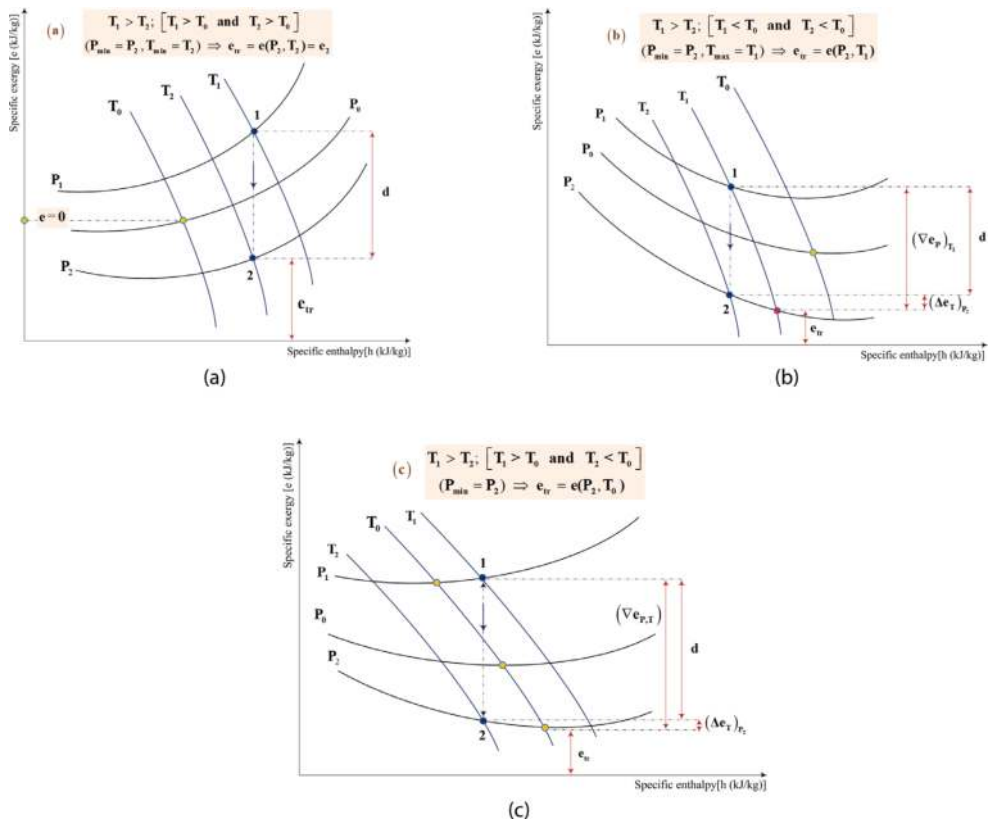 (a)
T₁ > T₂; [T₁ > T₀ and T₂ > T₀]
(P_min = P₂, T_min = T₂) ⇒ e_tr = e(P₂, T₂) = e₂
Specific exergy [e (kJ/kg)]
T₀
T₂
T₁
P₀
1
P₁
d
e = 0
P₂
2
e_tr
Specific enthalpy[h (kJ/kg)]
(a)
(b)
T₁ > T₂; [T₁ < T₀ and T₂ < T₀]
(P_min = P₂, T_max = T₁) ⇒ e_tr = e(P₂, T₁)
Specific exergy [e (kJ/kg)]
T₀
T₁
T₂
P₁
P₀
P₂
1
d
(∇e_P)_T₁
2
(Δe_T)_P₂
e_tr
Specific enthalpy[h (kJ/kg)]
(b)
(c)
T₁ > T₂; [T₁ > T₀ and T₂ < T₀]
(P_min = P₂) ⇒ e_tr = e(P₂, T₀)
Specific exergy [e (kJ/kg)]
T₁
T₀
T₂
1
P₁
(∇e_P,T)
P₀
d
P₂
2
(Δe_T)_P₂
e_tr
Specific enthalpy[h (kJ/kg)]
(c)